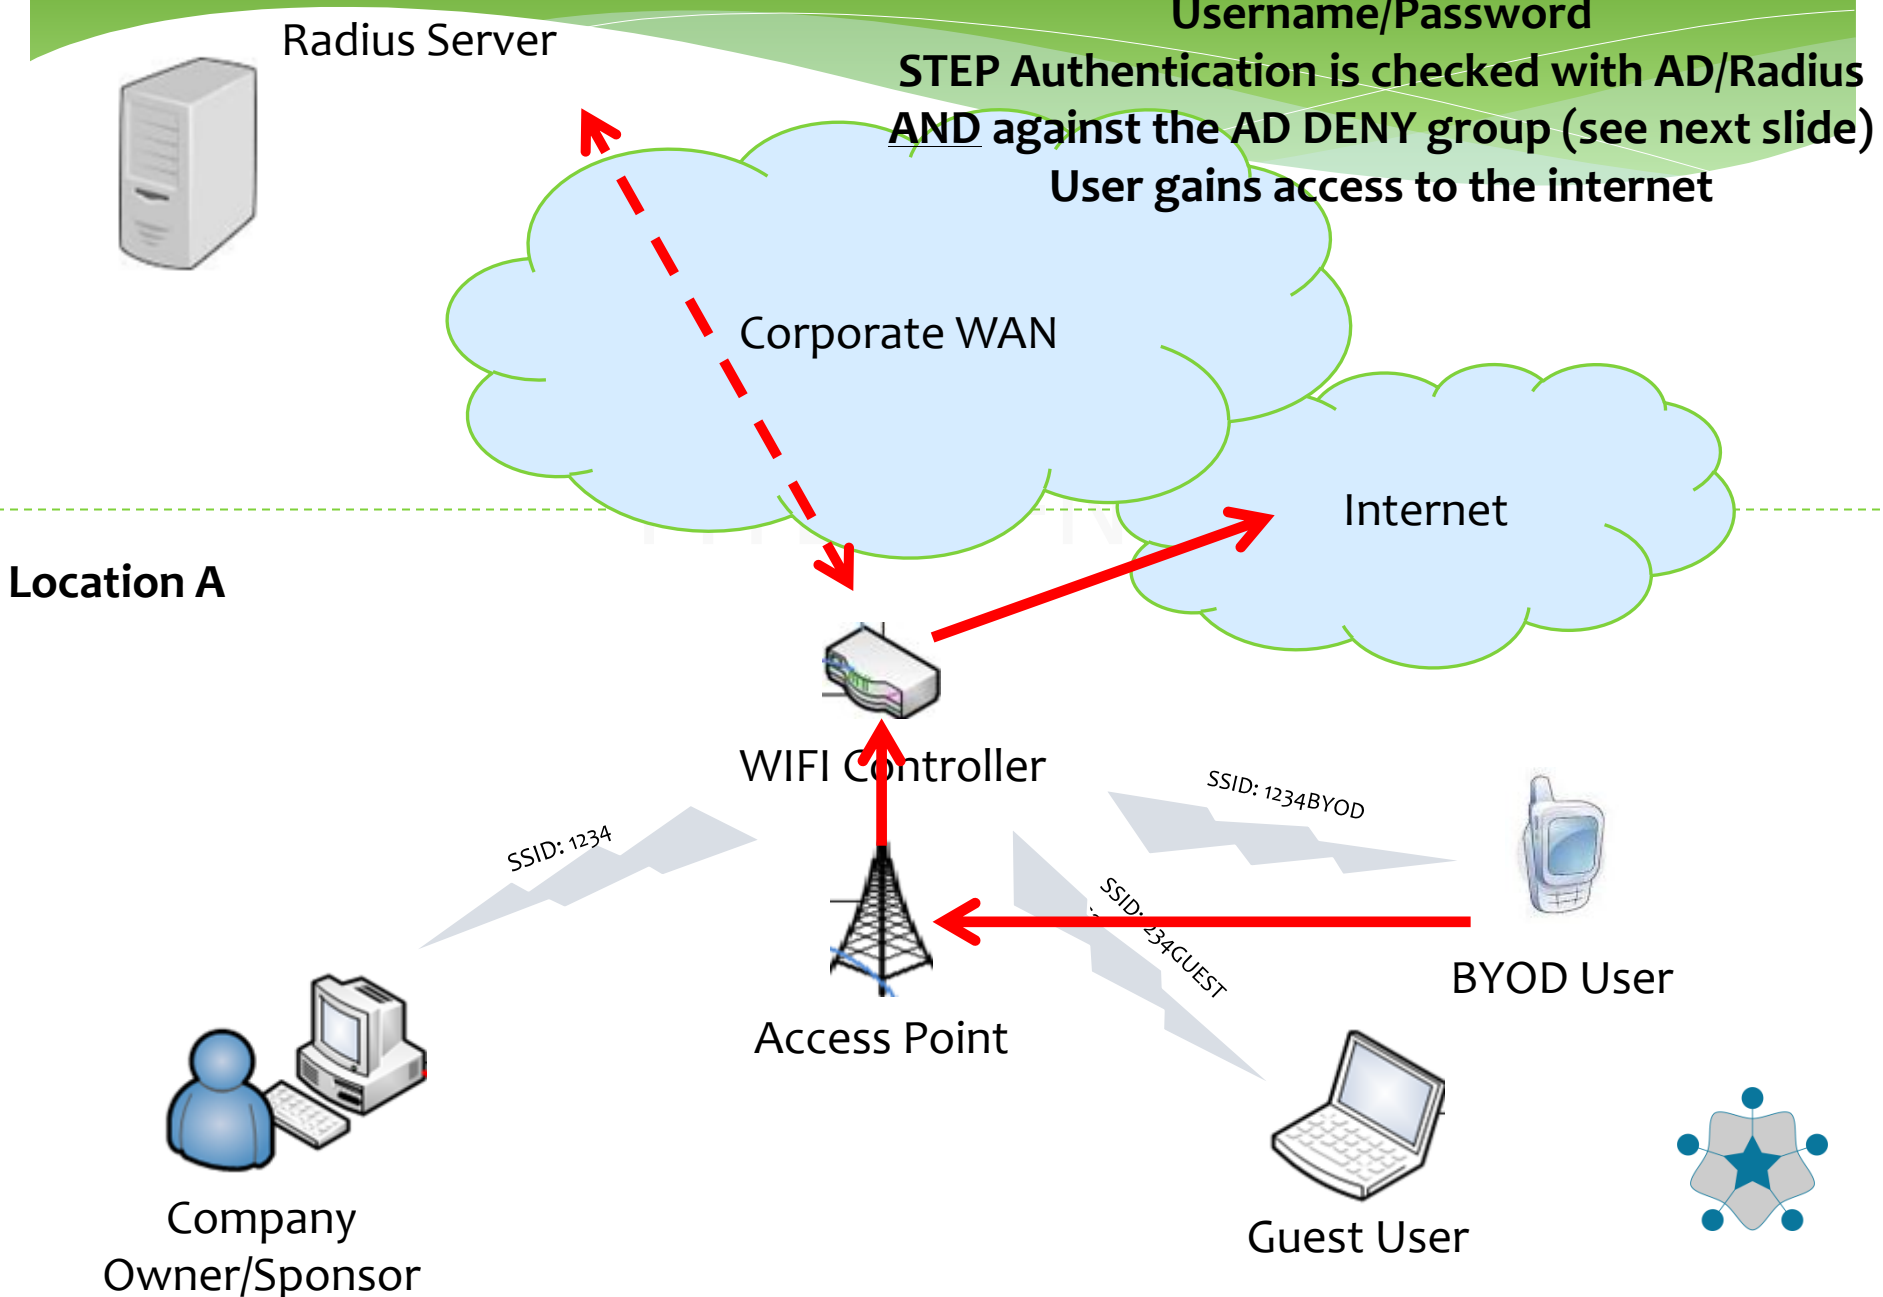 Username/Password
Radius Server
STEP Authentication is checked with AD/Radius
AND against the AD DENY group (see next slide)
User gains access to the internet
Corporate WAN
Internet
Location A
WIFI Controller
SSID: 1234BYOD
SSID: 1234
SSID: 234GUEST
BYOD User
Access Point
Company
Owner/Sponsor
Guest User